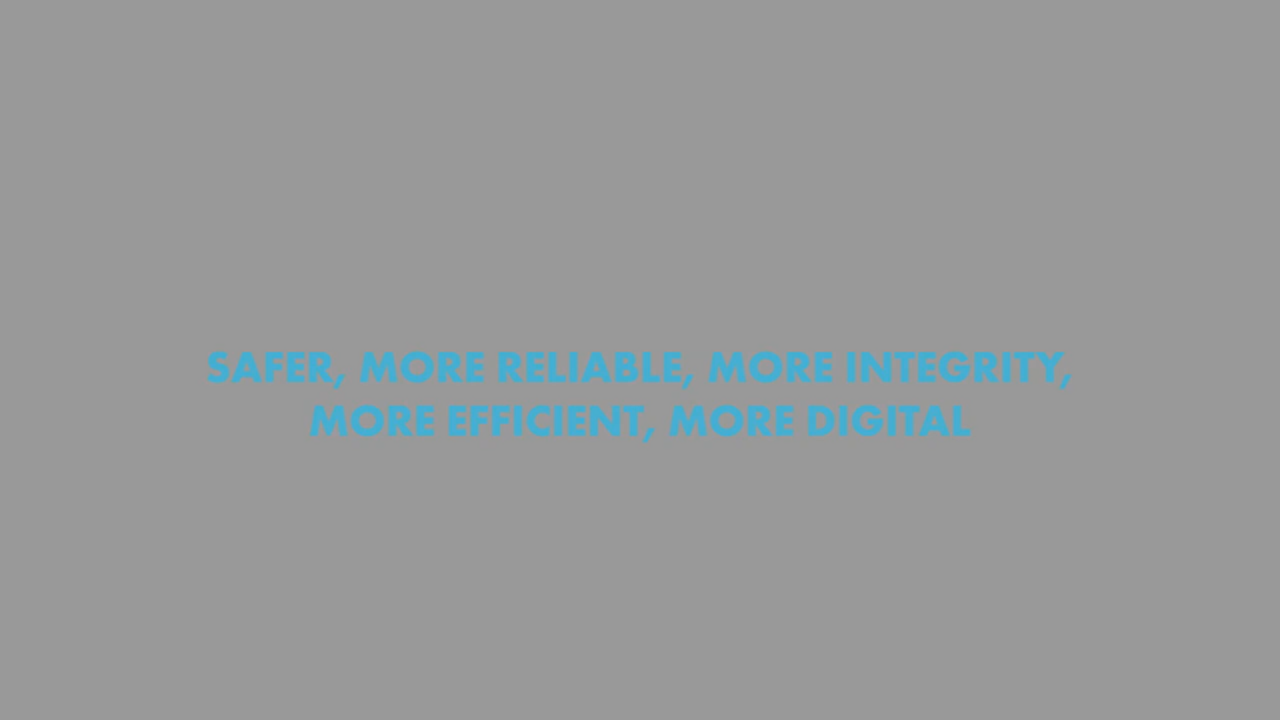 SAFER, MORE RELIABLE, MORE INTEGRITY,
MORE EFFICIENT, MORE DIGITAL